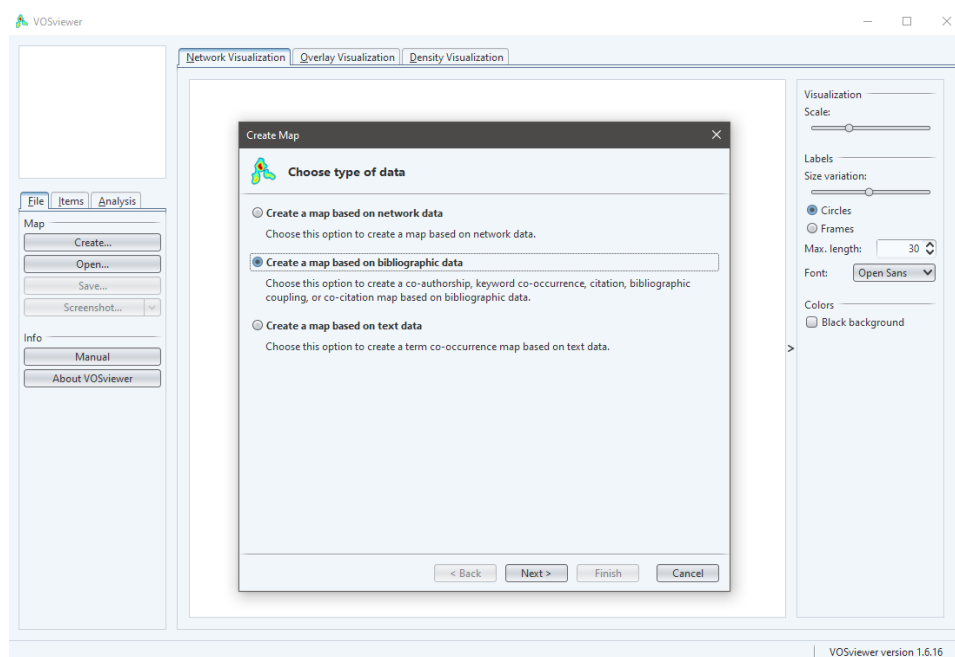 VOSviewer
Network Visualization
Overlay Visualization
Density Visualization
File
Items
Analysis
Map
Create...
Open...
Save...
Screenshot...
Info
Manual
About VOSviewer
Create Map
Choose type of data
Create a map based on network data
Choose this option to create a map based on network data.
Create a map based on bibliographic data
Choose this option to create a co-authorship, keyword co-occurrence, citation, bibliographic
coupling, or co-citation map based on bibliographic data.
Create a map based on text data
Choose this option to create a term co-occurrence map based on text data.
< Back
Next >
Finish
Cancel
Visualization
Scale:
Labels
Size variation:
Circles
Frames
Max. length: 30
Font: Open Sans
Colors
Black background
>
VOSviewer version 1.6.16